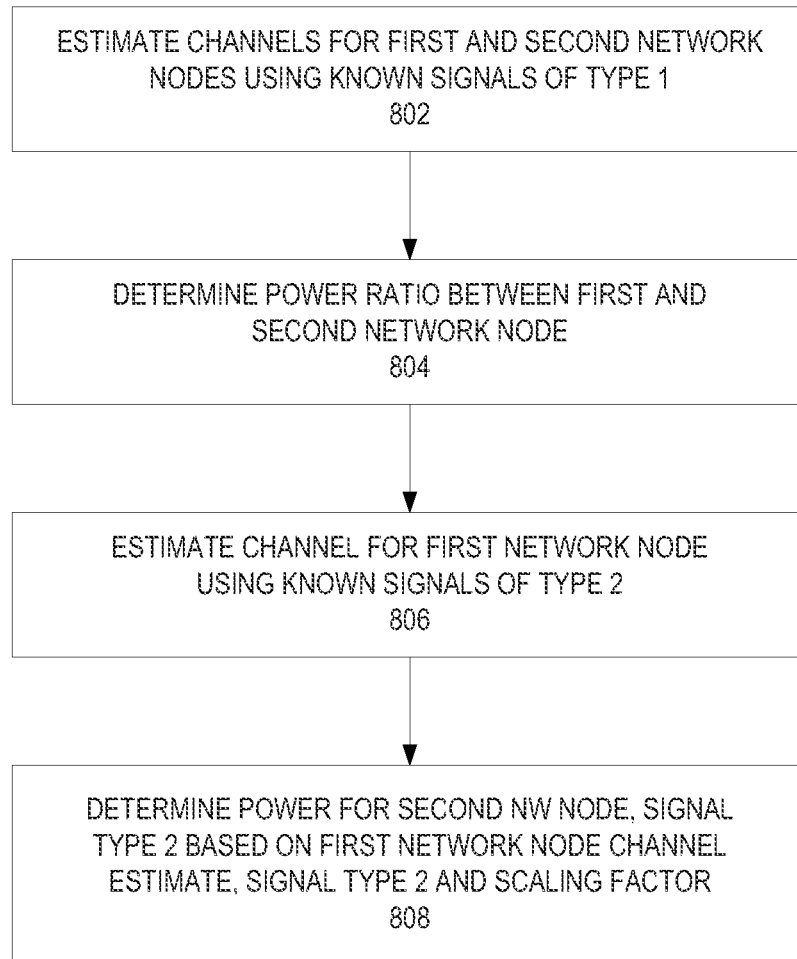 ESTIMATE CHANNELS FOR FIRST AND SECOND NETWORK
NODES USING KNOWN SIGNALS OF TYPE 1
802
DETERMINE POWER RATIO BETWEEN FIRST AND
SECOND NETWORK NODE
804
ESTIMATE CHANNEL FOR FIRST NETWORK NODE
USING KNOWN SIGNALS OF TYPE 2
806
DETERMINE POWER FOR SECOND NW NODE, SIGNAL
TYPE 2 BASED ON FIRST NETWORK NODE CHANNEL
ESTIMATE, SIGNAL TYPE 2 AND SCALING FACTOR
808